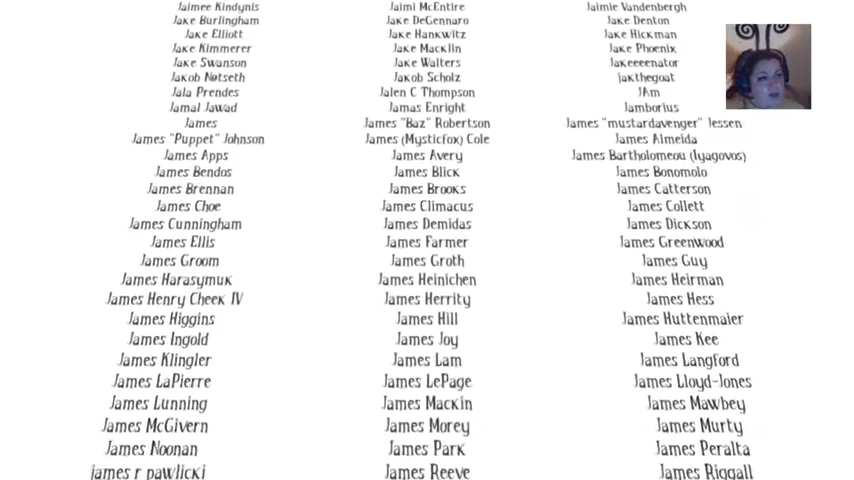 Jaimee Kindynis Jaimi McEntire Jaimie Vandenbergh
Jake Burlingham Jake DeGennaro Jake Denton
Jake Elliott Jake Hankwitz Jake Hickman
Jake Kimmerer Jake Macklin Jake Phoenix
Jake Swanson Jake Walters Jakeeeenator
Jakob Nøtseth Jakob Scholz jakthegoat
Jala Prendes Jalen C Thompson JAm
Jamal Jawad Jamas Enright Jamborius
James James "Baz" Robertson James "mustardavenger" Jessen
James "Puppet" Johnson James (Mysticfox) Cole James Almeida
James Apps James Avery James Bartholomeou (Iyagovos)
James Bendos James Blick James Bonomolo
James Brennan James Brooks James Catterson
James Choe James Climacus James Collett
James Cunningham James Demidas James Dickson
James Ellis James Farmer James Greenwood
James Groom James Groth James Guy
James Harasymuk James Heinichen James Heirman
James Henry Cheek IV James Herrity James Hess
James Higgins James Hill James Huttenmaier
James Ingold James Joy James Kee
James Klingler James Lam James Langford
James LaPierre James LePage James Lloyd-Jones
James Lunning James Mackin James Mawbey
James McGivern James Morey James Murty
James Noonan James Park James Peralta
james r pawlicki James Reeve James Riggall